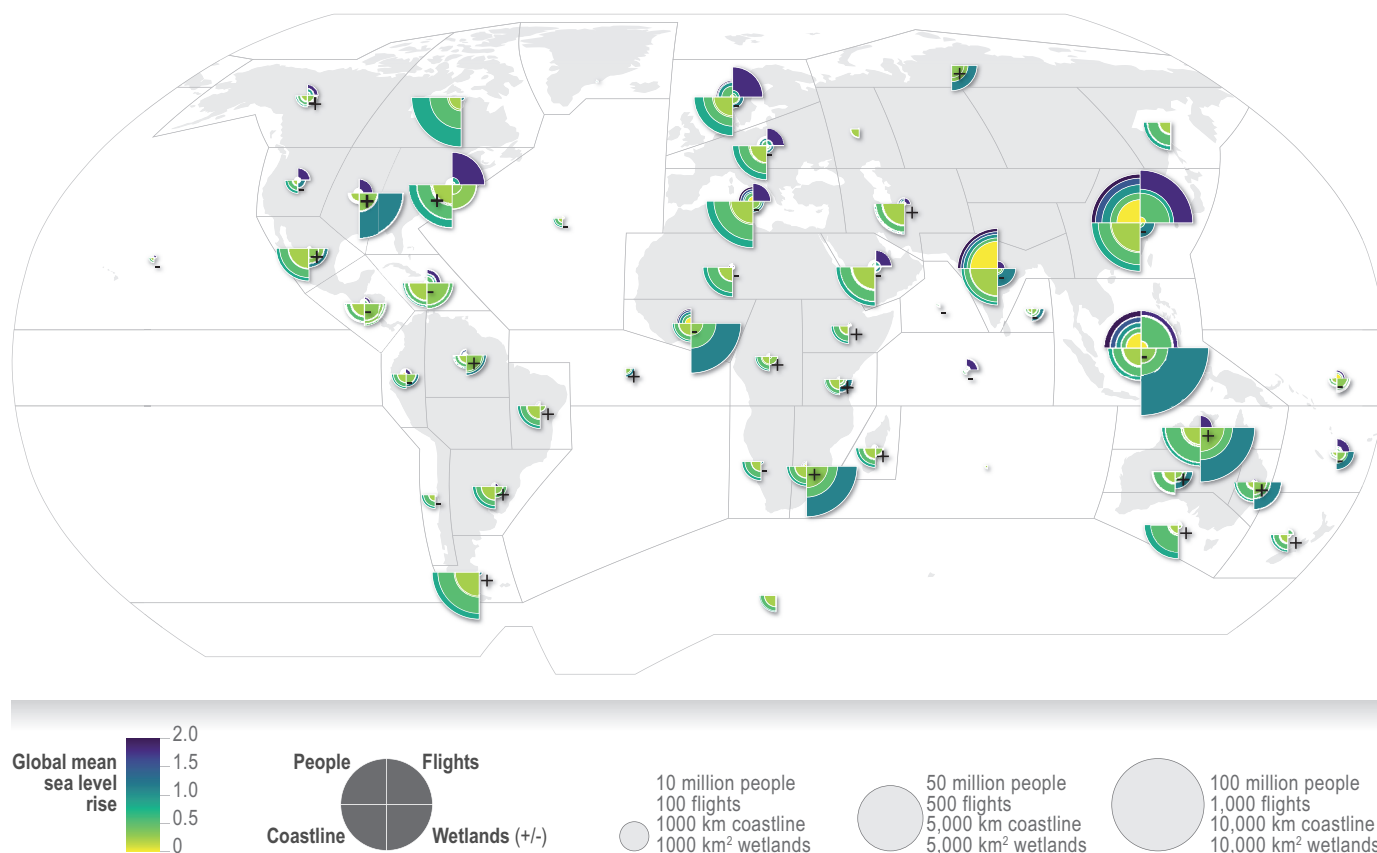 2.0
Global mean
sea level
rise
1.5
1.0
0.5
0
People
Flights
Coastline
Wetlands (+/-)
10 million people
100 flights
1000 km coastline
1000 km² wetlands
50 million people
500 flights
5,000 km coastline
5,000 km² wetlands
100 million people
1,000 flights
10,000 km coastline
10,000 km² wetlands